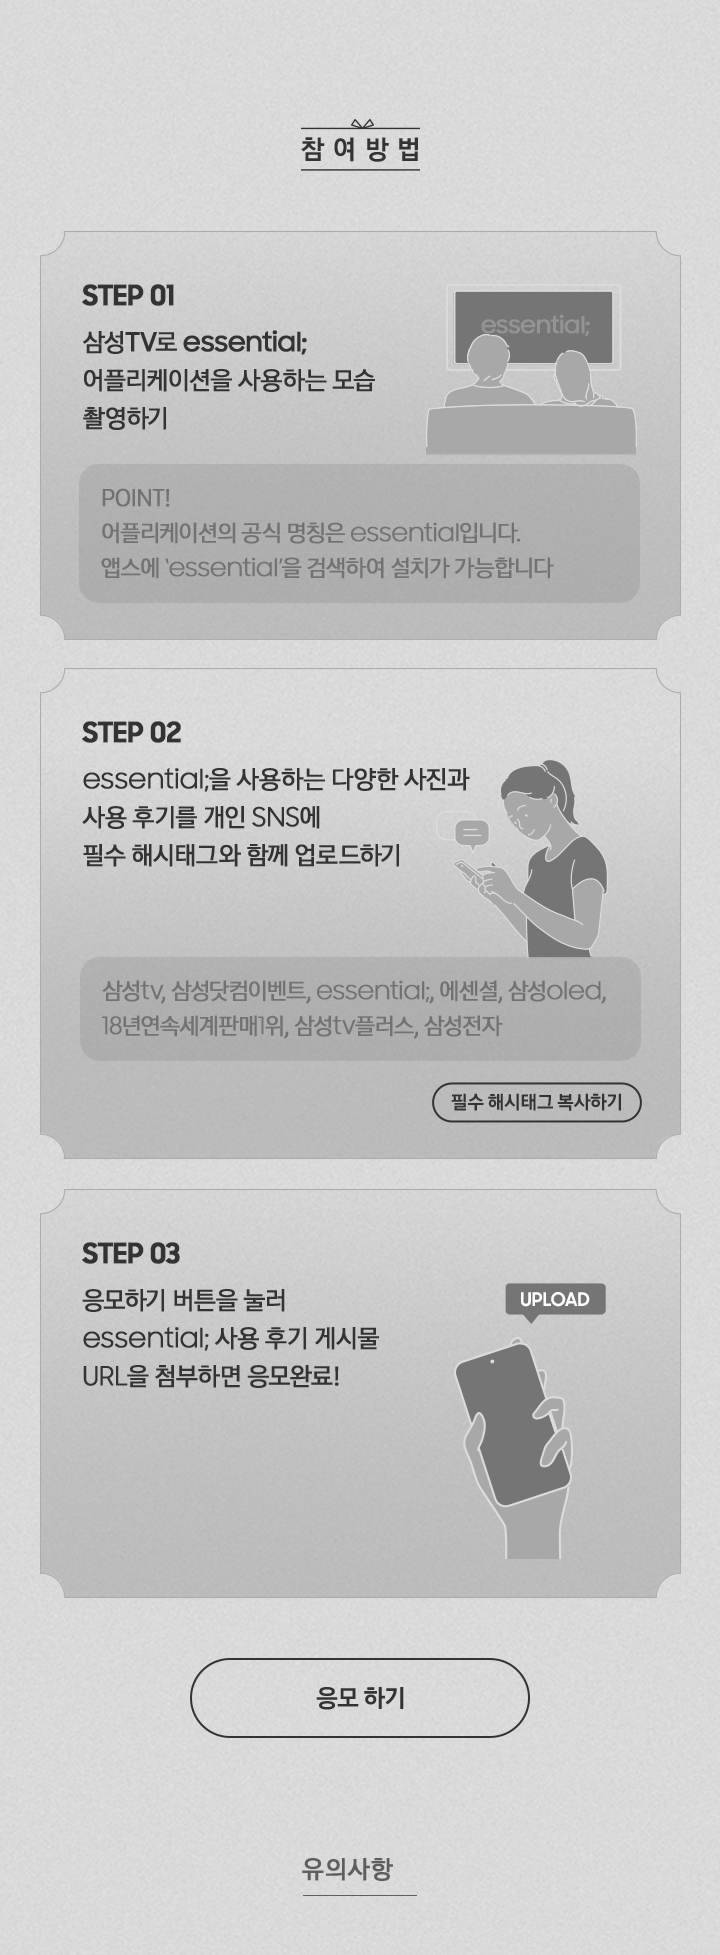 참여방법
STEP 01
삼성TV로 essential;
어플리케이션을 사용하는 모습
촬영하기
essential;
POINT!
어플리케이션의 공식 명칭은 essential입니다.
앱스에 'essential'을 검색하여 설치가 가능합니다
STEP 02
essential;을 사용하는 다양한 사진과
사용 후기를 개인 SNS에
필수 해시태그와 함께 업로드하기
삼성tv, 삼성닷컴이벤트, essential;, 에센셜, 삼성oled,
18년연속세계판매1위, 삼성tv플러스, 삼성전자
필수 해시태그 복사하기
STEP 03
응모하기 버튼을 눌러
essential; 사용 후기 게시물
URL을 첨부하면 응모완료!
UPLOAD
응모 하기
유의사항